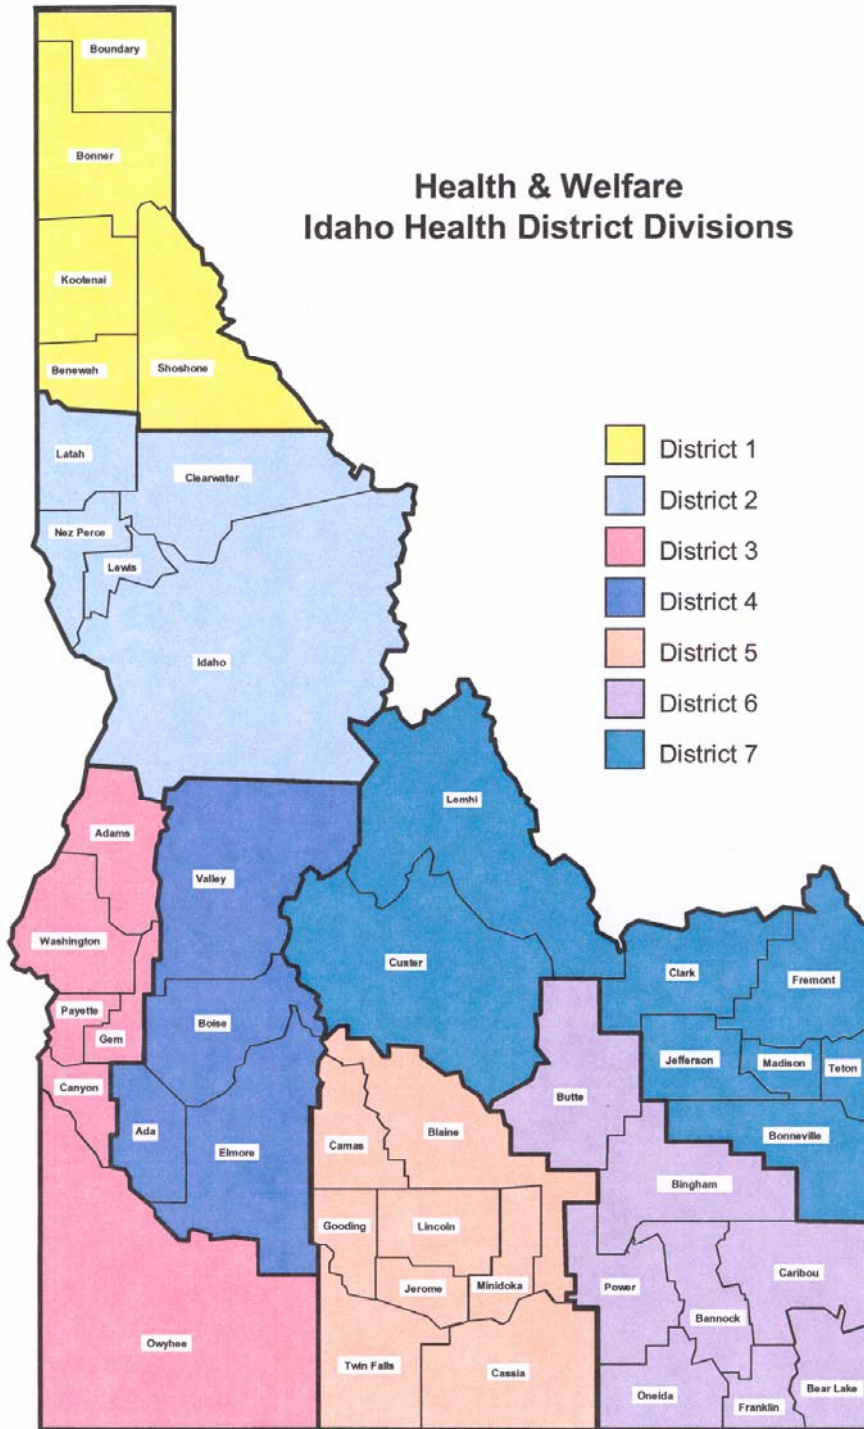 Boundary
Bonner
Health & Welfare
Idaho Health District Divisions
Kootenai
Benewah
Shoshone
District 1
Latah
Clearwater
District 2
Nez Perce
District 3
Lewis
District 4
Idaho
District 5
District 6
District 7
Lemhi
Adams
Valley
Washington
Custer
Clark
Fremont
Payette
Boise
Gem
Jefferson
Madison
Teton
Canyon
Butte
Ada
Elmore
Camas
Blaine
Bonneville
Bingham
Gooding
Lincoln
Caribou
Jerome
Minidoka
Power
Bannock
Owyhee
Twin Falls
Cassia
Oneida
Franklin
Bear Lake